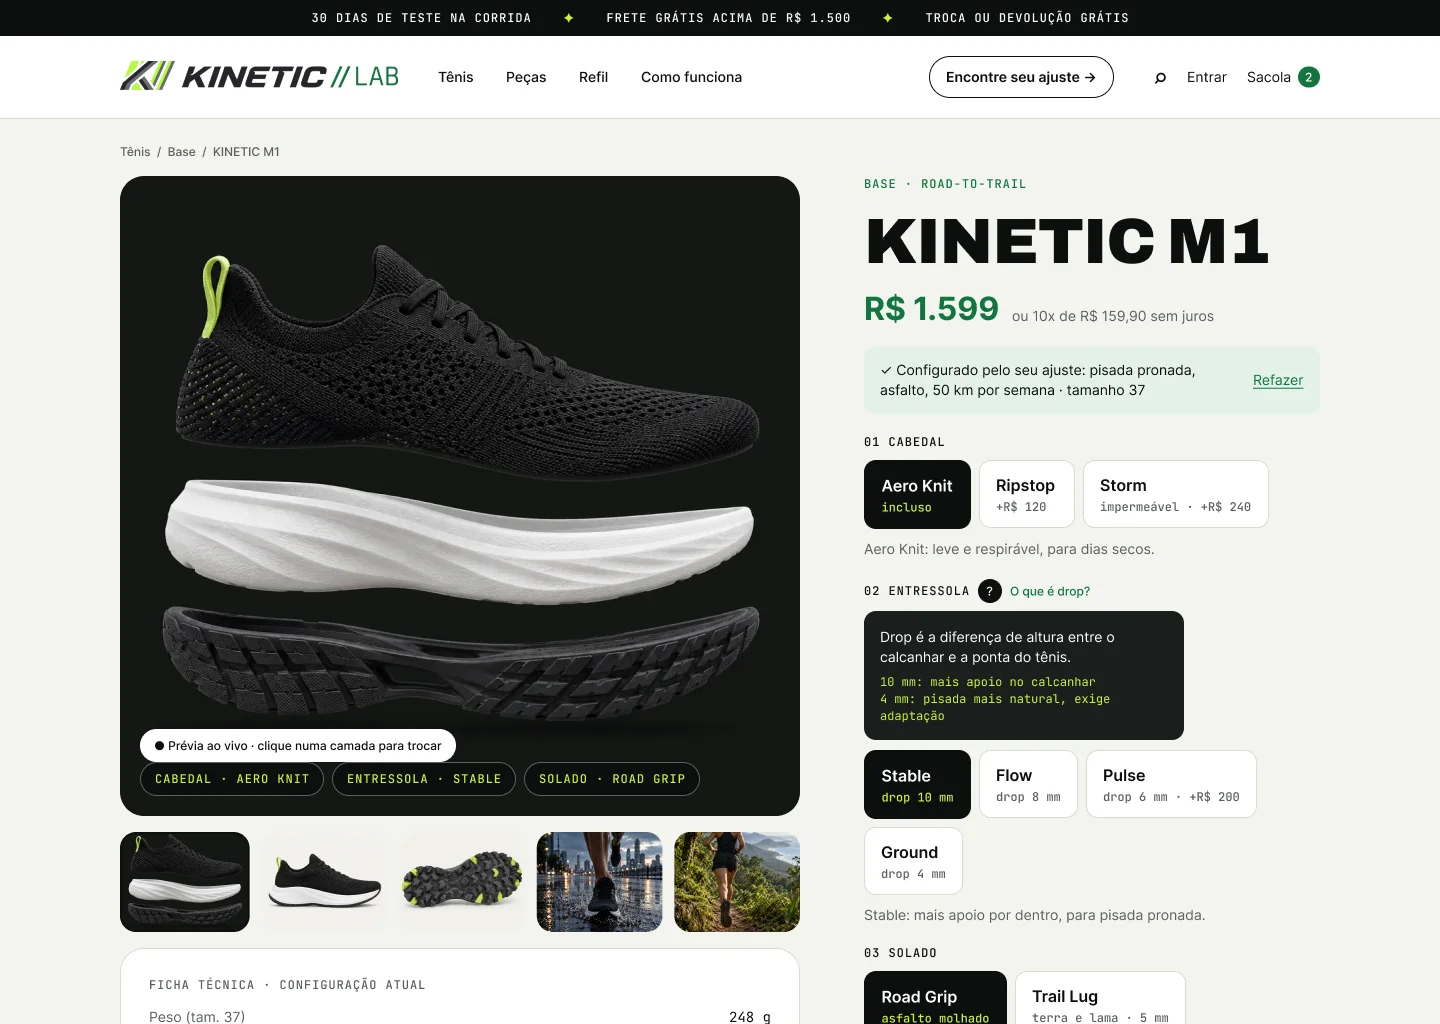 30 DIAS DE TESTE NA CORRIDA ✦ FRETE GRÁTIS ACIMA DE R$ 1.500 ✦ TROCA OU DEVOLUÇÃO GRÁTIS
KINETIC//LAB Tênis Peças Refil Como funciona Encontre seu ajuste → Entrar Sacola 2
Tênis / Base / KINETIC M1
BASE · ROAD-TO-TRAIL
KINETIC M1
R$ 1.599 ou 10x de R$ 159,90 sem juros
✓ Configurado pelo seu ajuste: pisada pronada,
asfalto, 50 km por semana · tamanho 37
Refazer
01 CABEDAL
Aero Knit
incluso
Ripstop
+R$ 120
Storm
impermeável · +R$ 240
Aero Knit: leve e respirável, para dias secos.
02 ENTRESSOLA ? O que é drop?
Drop é a diferença de altura entre o
calcanhar e a ponta do tênis.
10 mm: mais apoio no calcanhar
4 mm: pisada mais natural, exige
adaptação
Stable
drop 10 mm
Flow
drop 8 mm
Pulse
drop 6 mm · +R$ 200
Ground
drop 4 mm
Stable: mais apoio por dentro, para pisada pronada.
03 SOLADO
Road Grip
asfalto molhado
Trail Lug
terra e lama · 5 mm
● Prévia ao vivo · clique numa camada para trocar
CABEDAL · AERO KNIT
ENTRESSOLA · STABLE
SOLADO · ROAD GRIP
FICHA TÉCNICA · CONFIGURAÇÃO ATUAL
Peso (tam. 37) 248 g